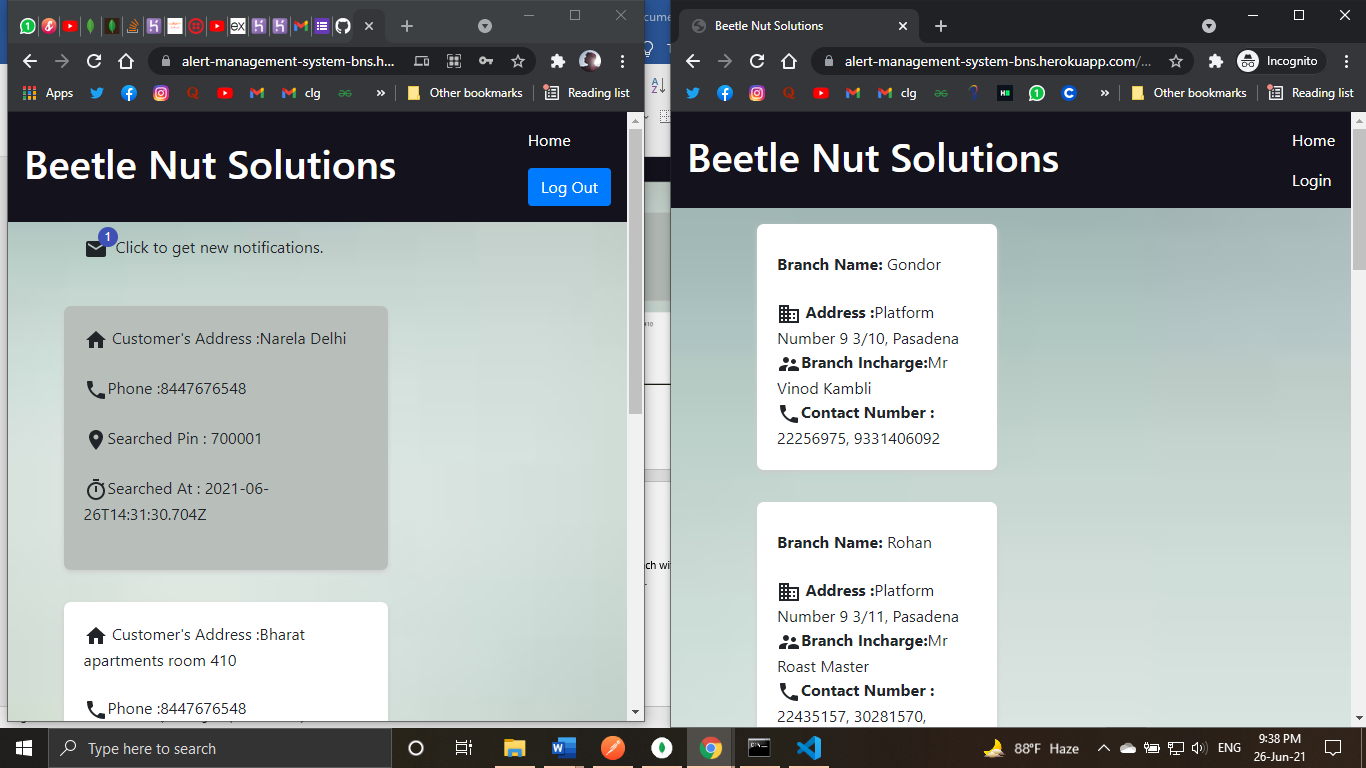 cume
Beetle Nut Solutions
alert-management-system-bns.h...
alert-management-system-bns.herokuapp.com/...
Incognito
Apps
clg
»
Other bookmarks
Reading list
clg
»
Other bookmarks
Reading list
Beetle Nut Solutions
Home
Log Out
1
Click to get new notifications.
Customer's Address :Narela Delhi
Phone :8447676548
Searched Pin : 700001
Searched At : 2021-06-
26T14:31:30.704Z
Customer's Address :Bharat
apartments room 410
Phone :8447676548
ch wi
Beetle Nut Solutions
Home
Login
Branch Name: Gondor
Address :Platform
Number 9 3/10, Pasadena
Branch Incharge:Mr
Vinod Kambli
Contact Number :
22256975, 9331406092
Branch Name: Rohan
Address :Platform
Number 9 3/11, Pasadena
Branch Incharge:Mr
Roast Master
Contact Number :
22435157, 30281570,
Type here to search
88°F Haze
ENG
9:38 PM
26-Jun-21